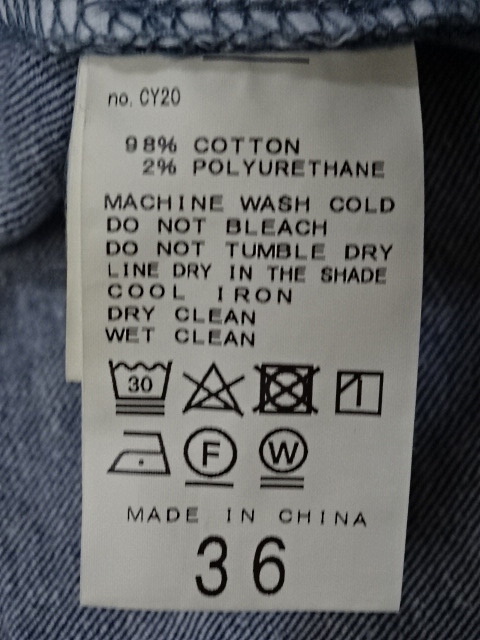 no. CY20
98% COTTON
2% POLYURETHANE
MACHINE WASH COLD
DO NOT BLEACH
DO NOT TUMBLE DRY
LINE DRY IN THE SHADE
COOL IRON
DRY CLEAN
WET CLEAN
30
F W
MADE IN CHINA
36